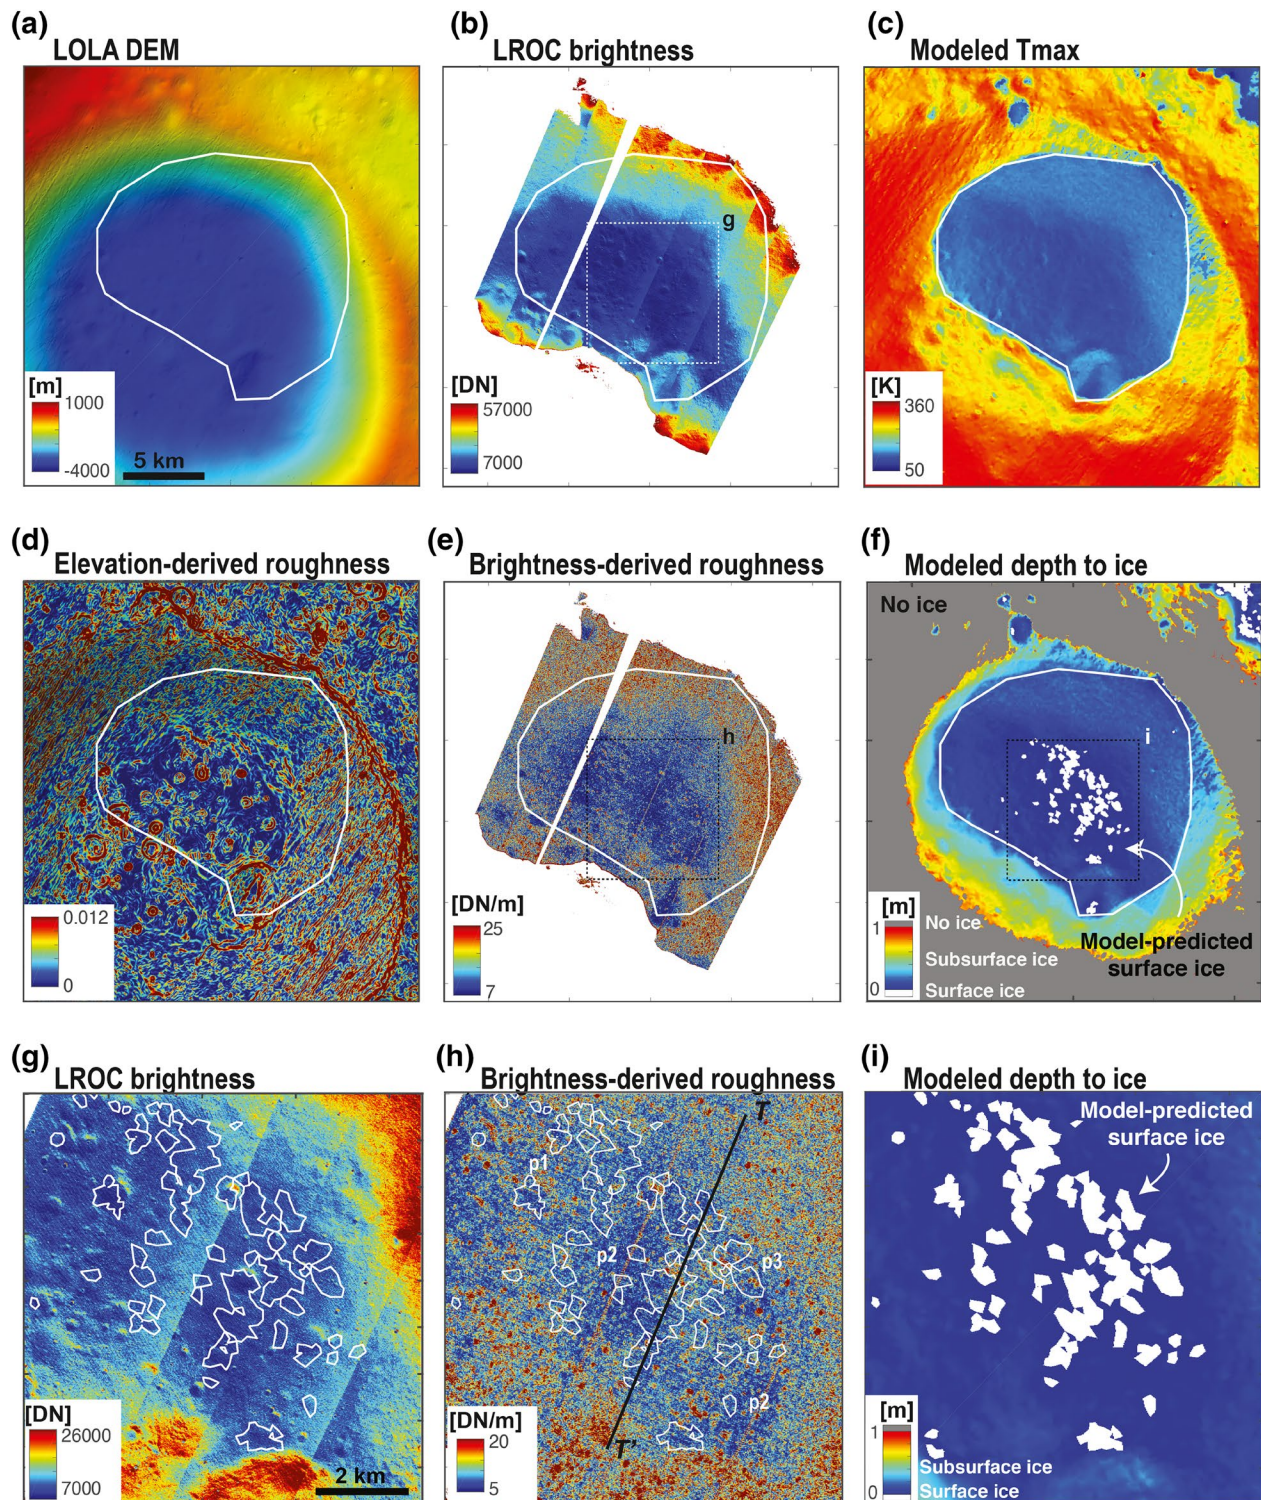 (a)
LOLA DEM
[m]
1000
-4000
5 km
(b)
LROC brightness
g
[DN]
57000
7000
(c)
Modeled Tmax
[K]
360
50
(d)
Elevation-derived roughness
0.012
0
(e)
Brightness-derived roughness
h
[DN/m]
25
7
(f)
Modeled depth to ice
No ice
i
[m]
1
No ice
Subsurface ice
0
Surface ice
Model-predicted
surface ice
(g)
LROC brightness
[DN]
26000
7000
2 km
(h)
Brightness-derived roughness
T
p1
p2
p3
p2
T'
[DN/m]
20
5
(i)
Modeled depth to ice
Model-predicted
surface ice
[m]
1
Subsurface ice
0
Surface ice